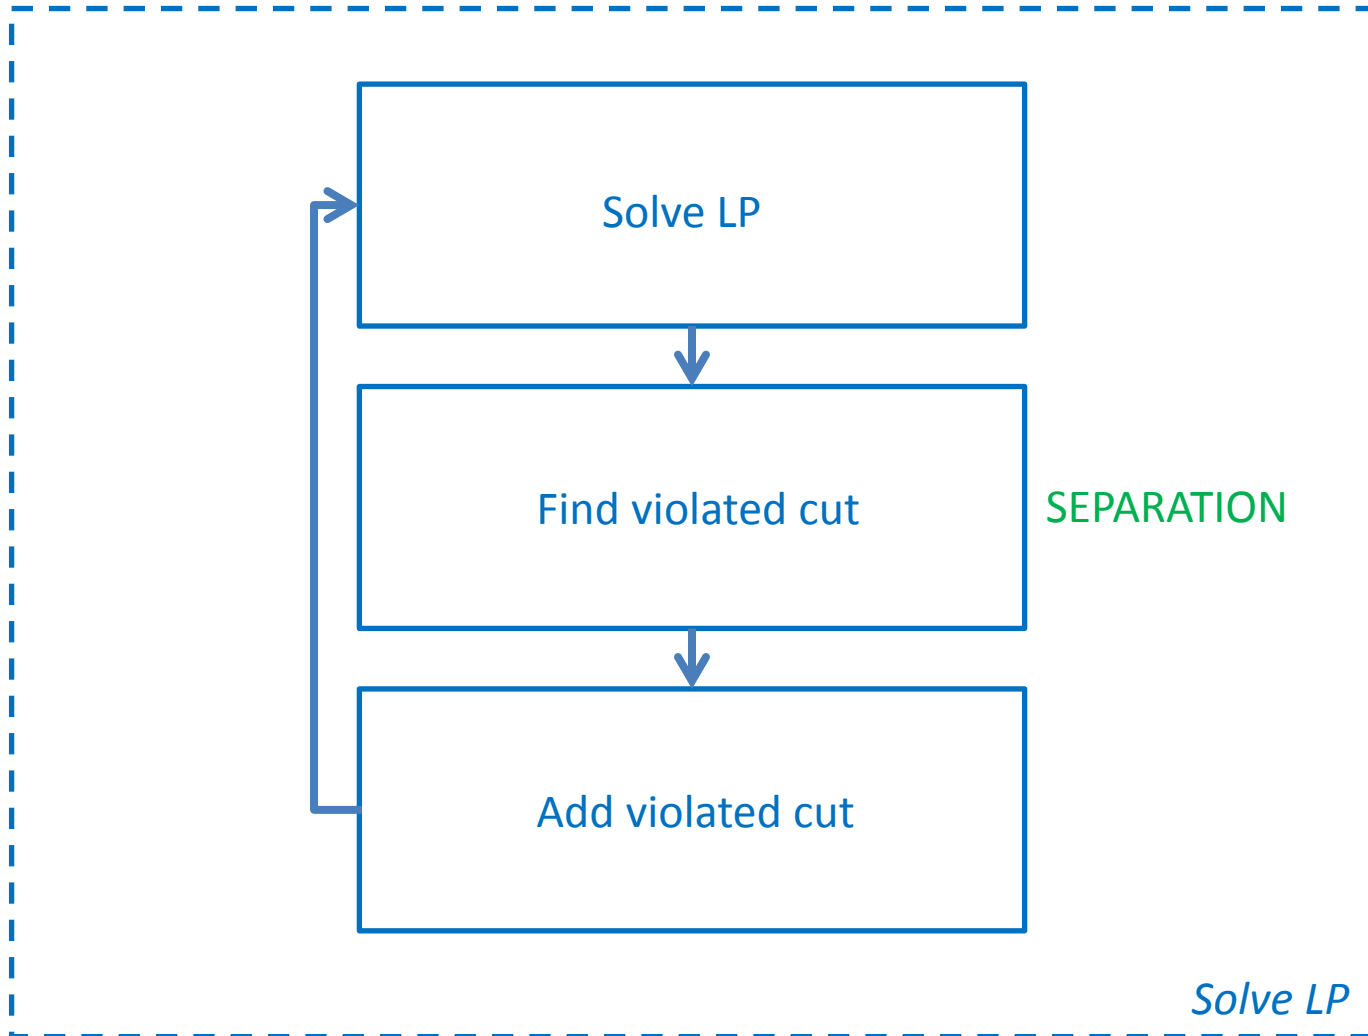 Solve LP
Find violated cut
SEPARATION
Add violated cut
Solve LP